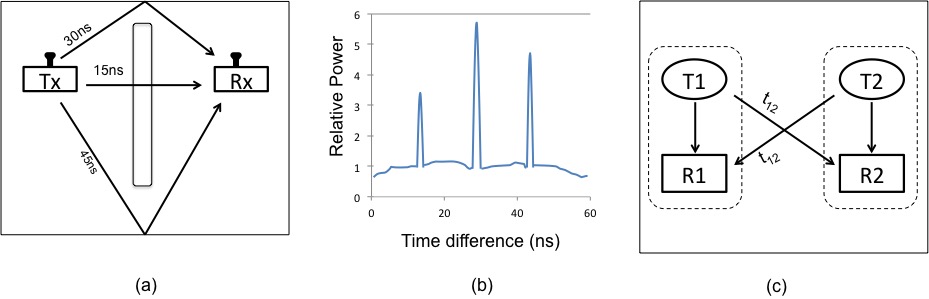 30ns
Tx
15ns
Rx
45ns
(a)
Relative Power
6
5
4
3
2
1
0
0 20 40 60
Time difference (ns)
(b)
T1 T2
t12
t12
R1 R2
(c)